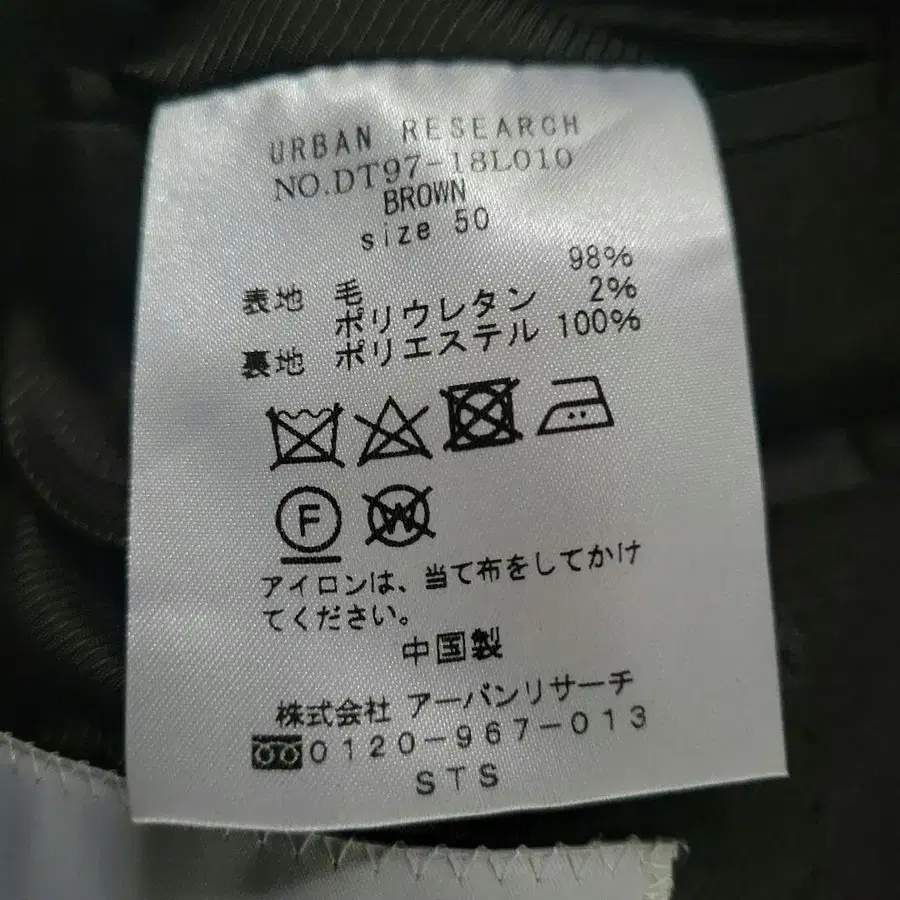 URBAN RESEARCH
NO.DT97-18L010
BROWN
size 50
表地 毛 98%
ポリウレタン 2%
裏地 ポリエステル 100%
F W
アイロンは、当て布をしてかけ
てください。
中国製
株式会社 アーバンリサーチ
0120-967-013
STS